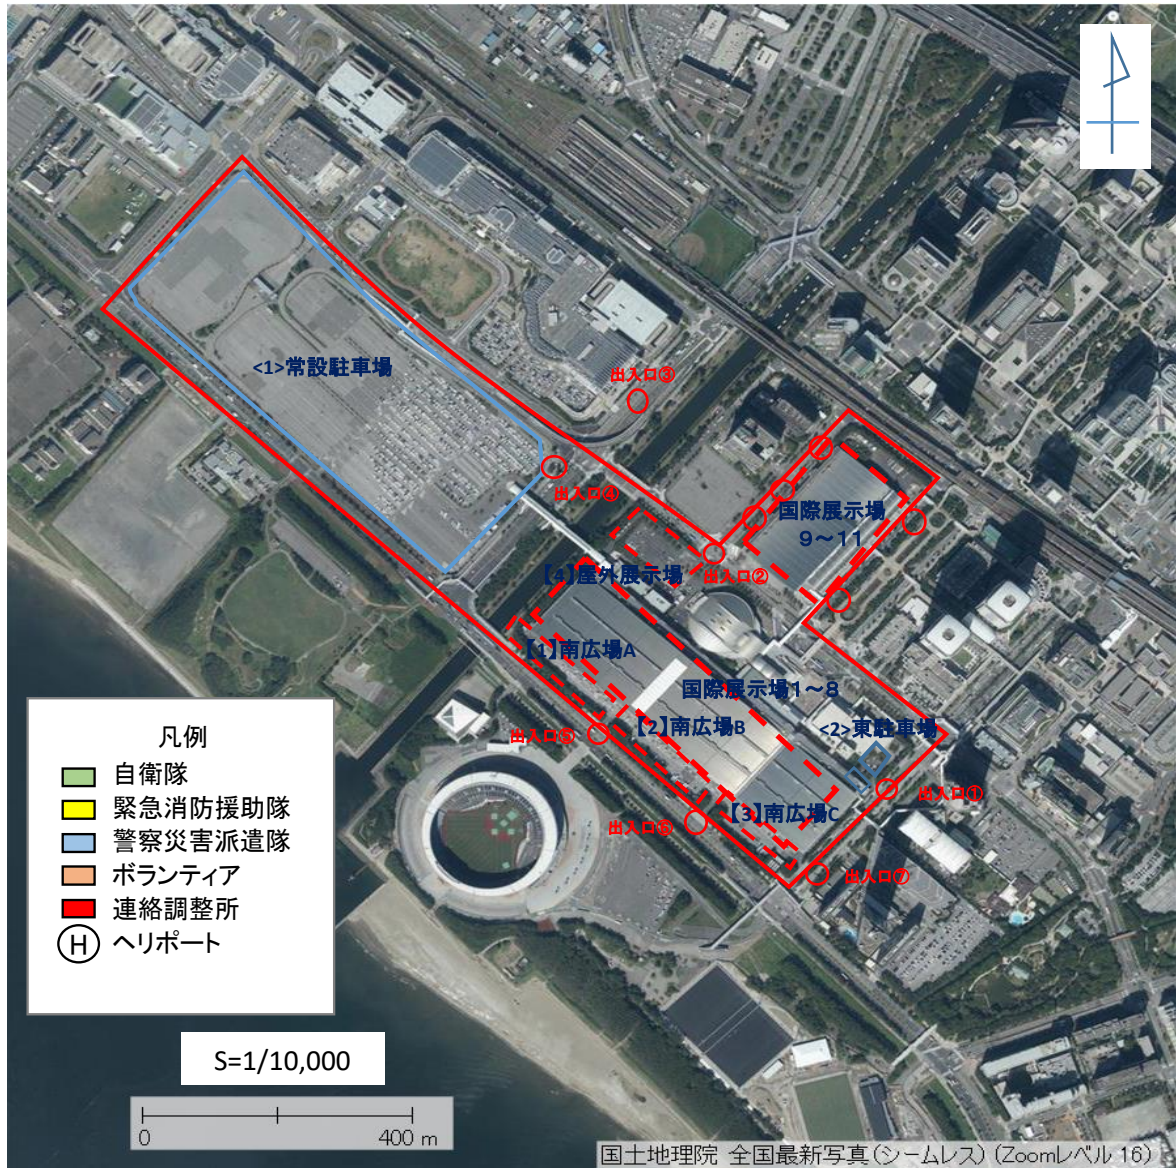 <1>常設駐車場
出入口③
出入口④
国際展示場
9～11
出入口②
【4】屋外展示場
【1】南広場A
国際展示場1～8
【2】南広場B
<2>東駐車場
出入口⑤
出入口①
【3】南広場C
出入口⑥
出入口⑦
凡例
自衛隊
緊急消防援助隊
警察災害派遣隊
ボランティア
連絡調整所
H ヘリポート
S=1/10,000
0 400 m
国土地理院 全国最新写真(シームレス) (Zoomレベル 16)